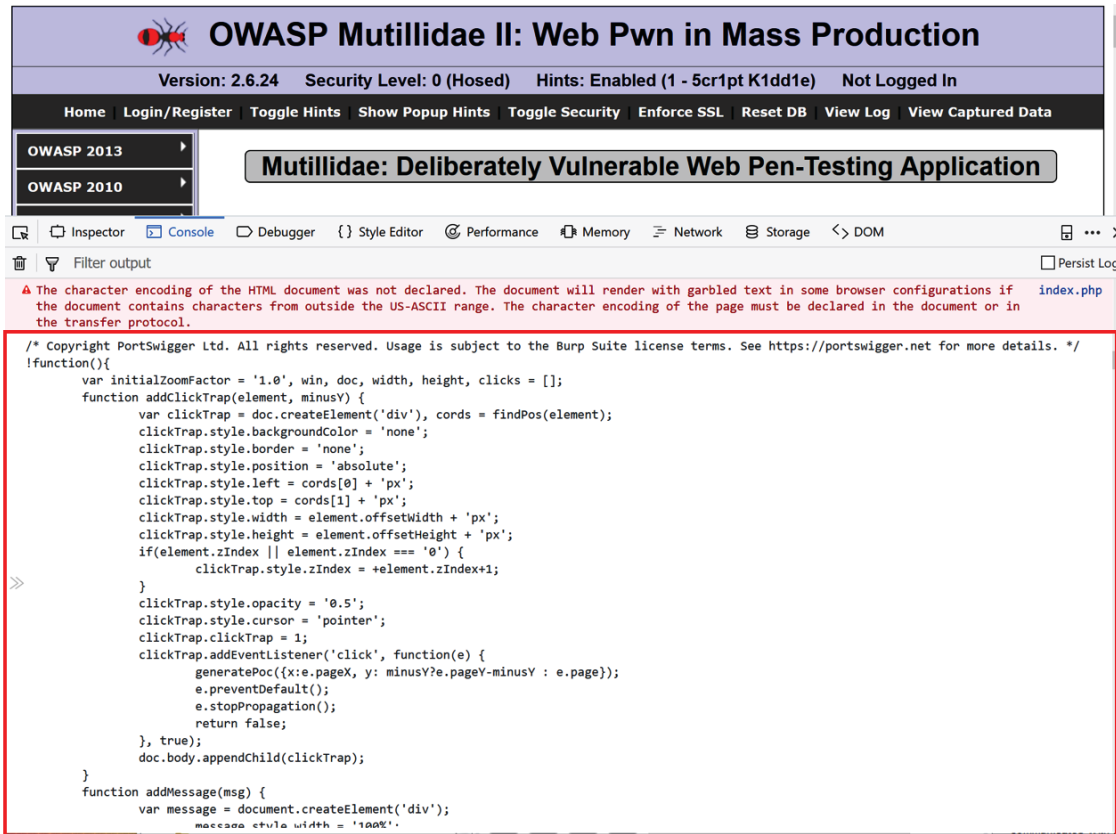 OWASP Mutillidae II: Web Pwn in Mass Production
Version: 2.6.24 Security Level: 0 (Hosed) Hints: Enabled (1 - 5cr1pt K1dd1e) Not Logged In
Home | Login/Register | Toggle Hints | Show Popup Hints | Toggle Security | Enforce SSL | Reset DB | View Log | View Captured Data
OWASP 2013
OWASP 2010
Mutillidae: Deliberately Vulnerable Web Pen-Testing Application
Inspector Console Debugger {} Style Editor Performance Memory Network Storage DOM
Filter output Persist Log
The character encoding of the HTML document was not declared. The document will render with garbled text in some browser configurations if index.php
the document contains characters from outside the US-ASCII range. The character encoding of the page must be declared in the document or in
the transfer protocol.
/* Copyright PortSwigger Ltd. All rights reserved. Usage is subject to the Burp Suite license terms. See https://portswigger.net for more details. */
!function(){
var initialZoomFactor = '1.0', win, doc, width, height, clicks = [];
function addClickTrap(element, minusY) {
var clickTrap = doc.createElement('div'), cords = findPos(element);
clickTrap.style.backgroundColor = 'none';
clickTrap.style.border = 'none';
clickTrap.style.position = 'absolute';
clickTrap.style.left = cords[0] + 'px';
clickTrap.style.top = cords[1] + 'px';
clickTrap.style.width = element.offsetWidth + 'px';
clickTrap.style.height = element.offsetHeight + 'px';
if(element.zIndex || element.zIndex === '0') {
clickTrap.style.zIndex = +element.zIndex+1;
}
clickTrap.style.opacity = '0.5';
clickTrap.style.cursor = 'pointer';
clickTrap.clickTrap = 1;
clickTrap.addEventListener('click', function(e) {
generatePoc({x:e.pageX, y: minusY?e.pageY-minusY : e.page});
e.preventDefault();
e.stopPropagation();
return false;
}, true);
doc.body.appendChild(clickTrap);
}
function addMessage(msg) {
var message = document.createElement('div');
message.style.width = '100%';